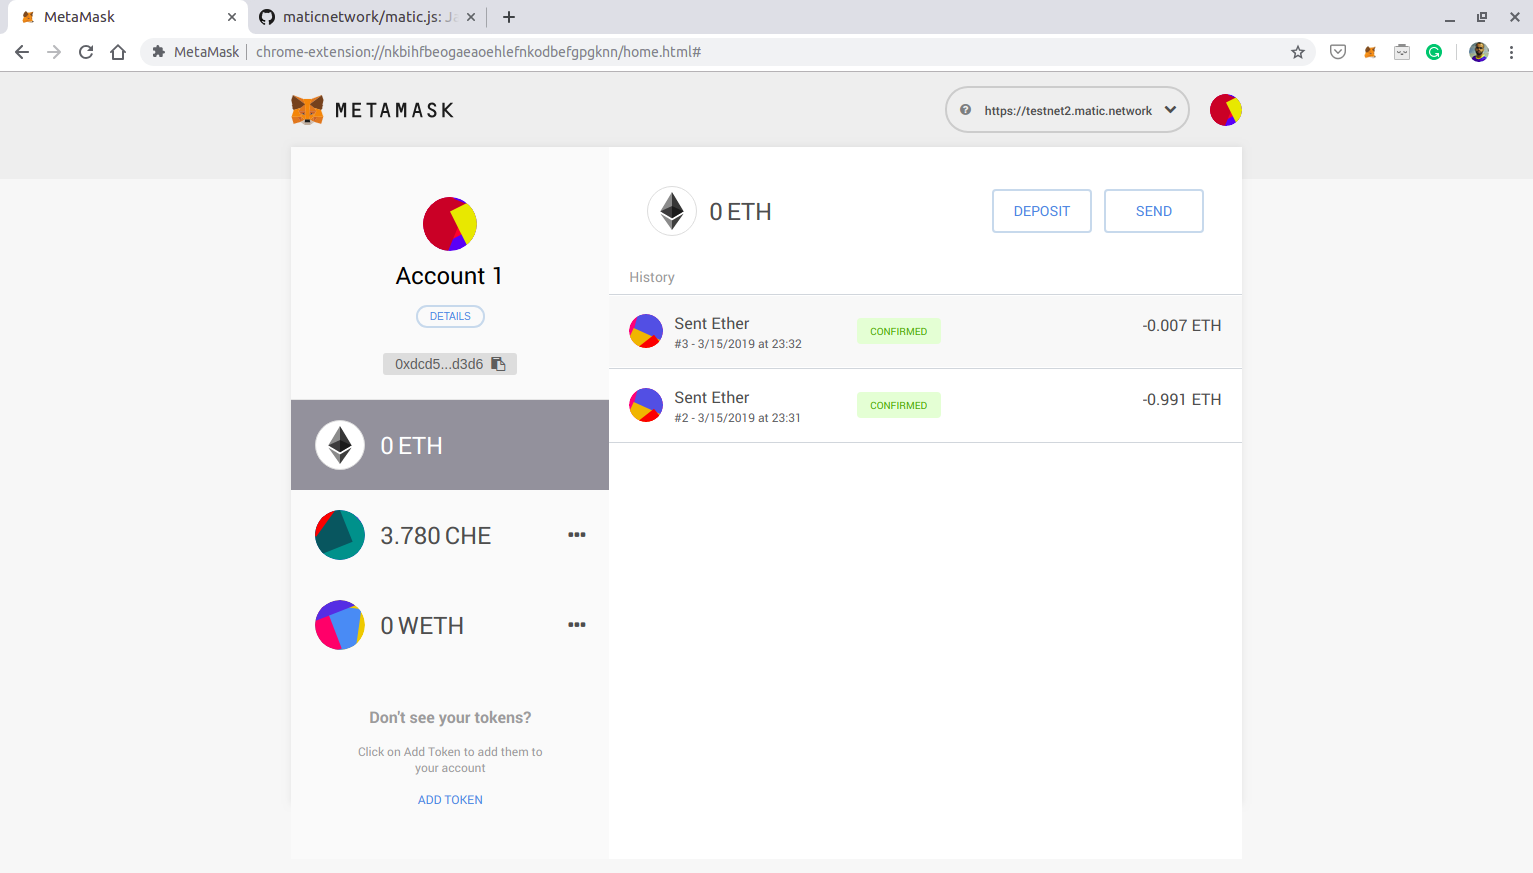 MetaMask
maticnetwork/matic.js: Ja
MetaMask
chrome-extension://nkbihfbeogaeaoehlefnkodbefgpgknn/home.html#
METAMASK
https://testnet2.matic.network
Account 1
DETAILS
0xdcd5...d3d6
0 ETH
3.780 CHE
0 WETH
Don't see your tokens?
Click on Add Token to add them to
your account
ADD TOKEN
0 ETH
DEPOSIT
SEND
History
Sent Ether
#3 - 3/15/2019 at 23:32
CONFIRMED
-0.007 ETH
Sent Ether
#2 - 3/15/2019 at 23:31
CONFIRMED
-0.991 ETH